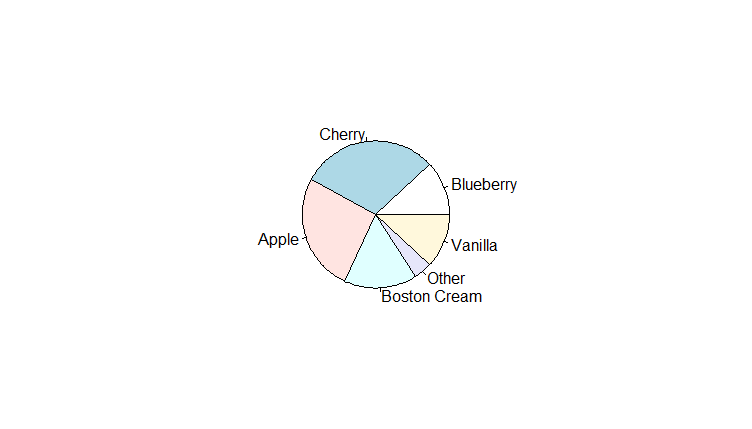 Cherry
Blueberry
Apple
Vanilla
Other
Boston Cream